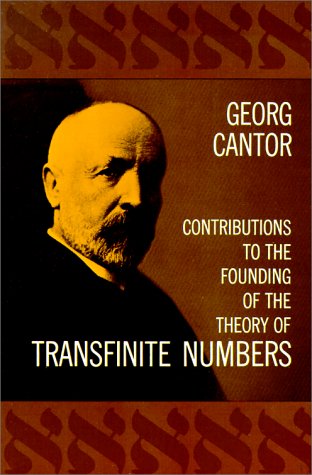 א א א א א
GEORG
CANTOR
CONTRIBUTIONS
TO THE
FOUNDING
OF THE
THEORY OF
TRANSFINITE NUMBERS
א א א א א